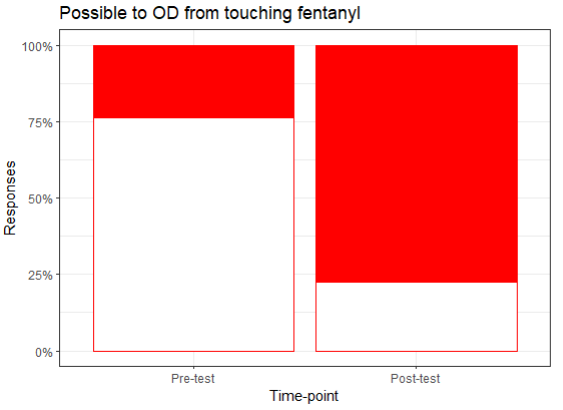 Possible to OD from touching fentanyl
100%
75%
50%
25%
0%
Responses
Pre-test
Post-test
Time-point